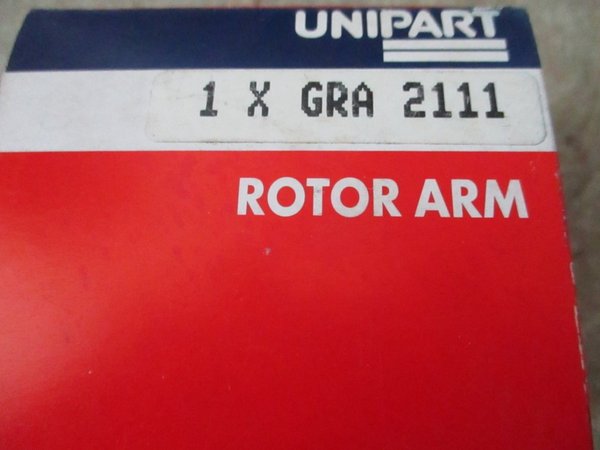 UNIPART
1 X GRA 2111
ROTOR ARM